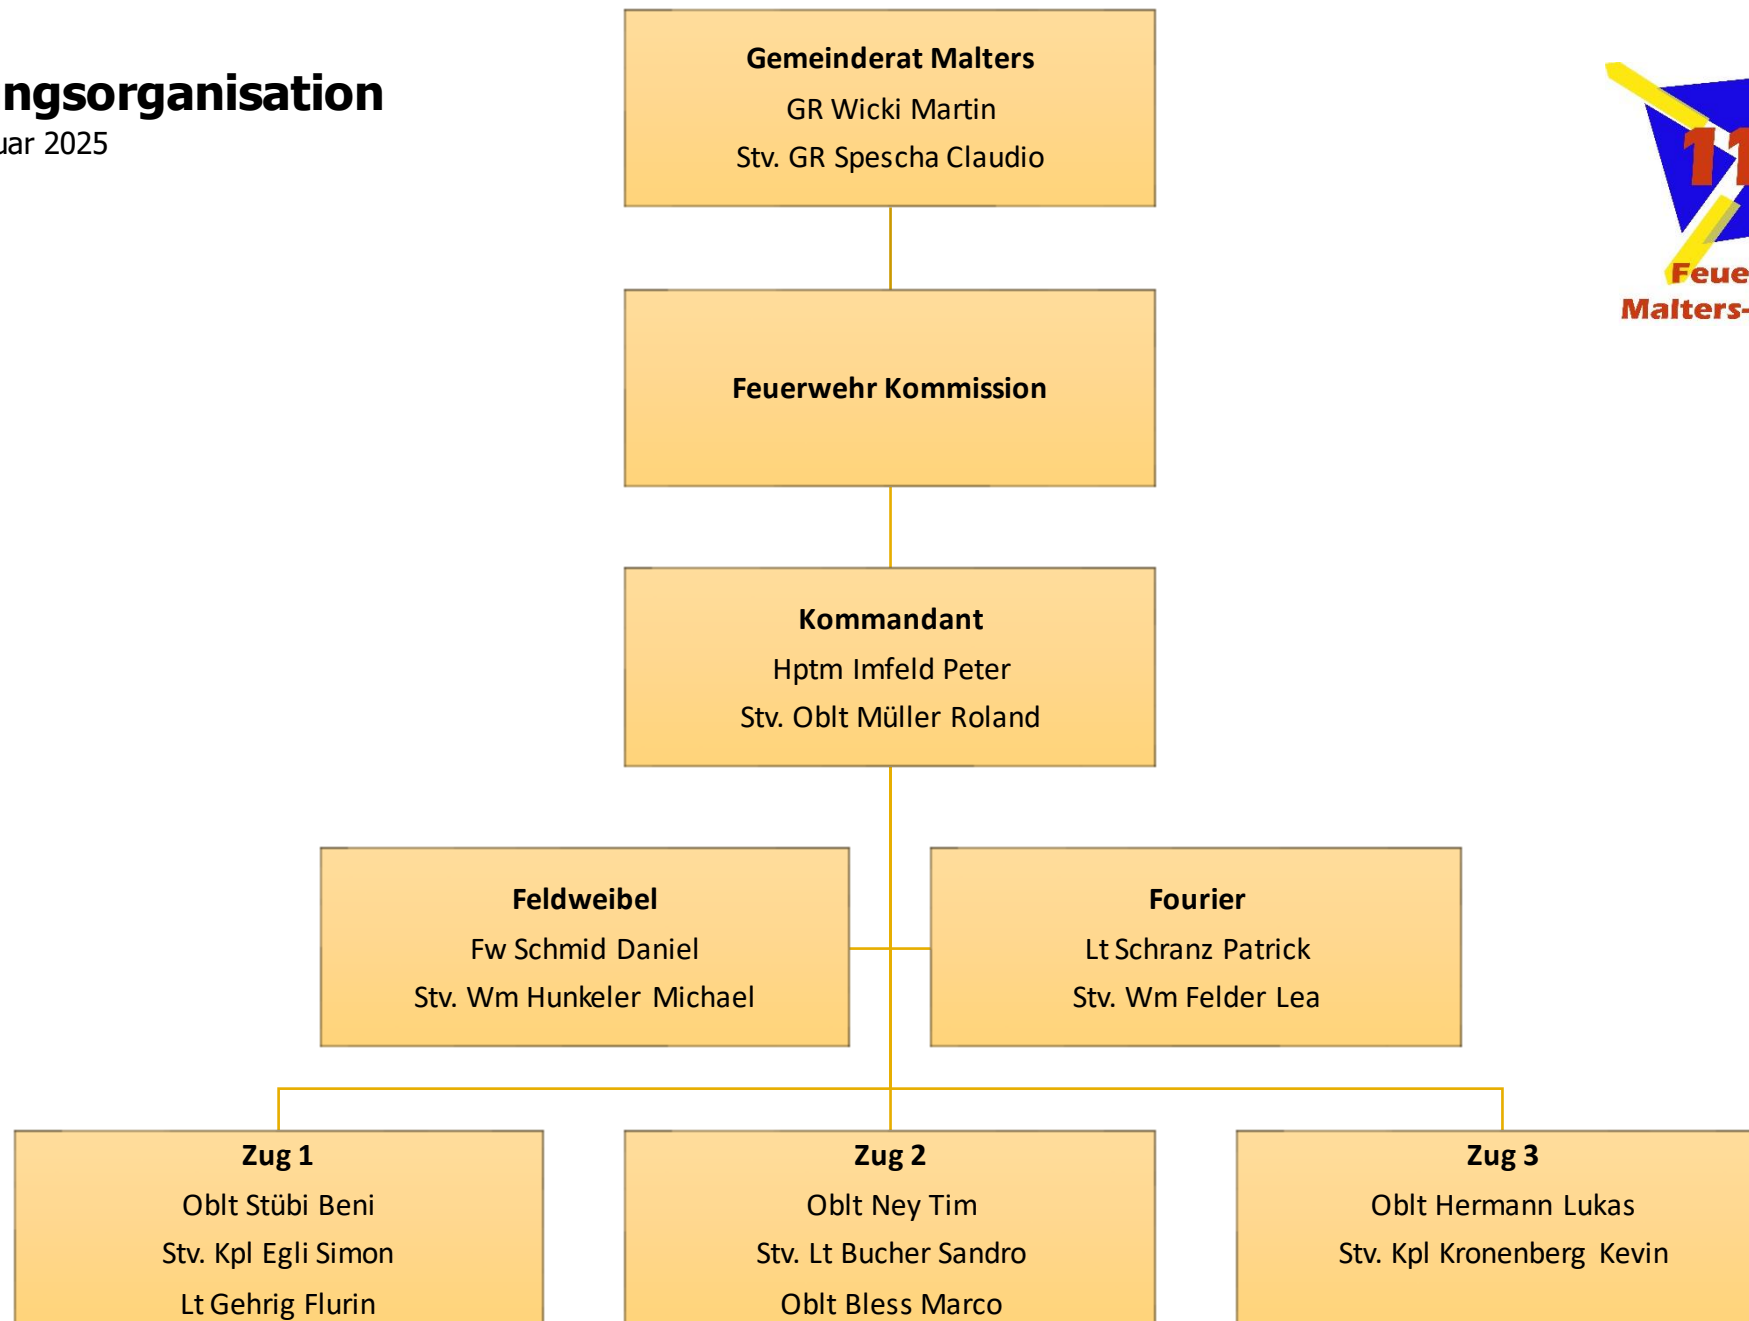 ngsorganisation
uar 2025
Gemeinderat Malters
GR Wicki Martin
Stv. GR Spescha Claudio
11
Feue
Malters-
Feuerwehr Kommission
Kommandant
Hptm Imfeld Peter
Stv. Oblt Müller Roland
Feldweibel
Fw Schmid Daniel
Stv. Wm Hunkeler Michael
Fourier
Lt Schranz Patrick
Stv. Wm Felder Lea
Zug 1
Oblt Stübi Beni
Stv. Kpl Egli Simon
Lt Gehrig Flurin
Zug 2
Oblt Ney Tim
Stv. Lt Bucher Sandro
Oblt Bless Marco
Zug 3
Oblt Hermann Lukas
Stv. Kpl Kronenberg Kevin